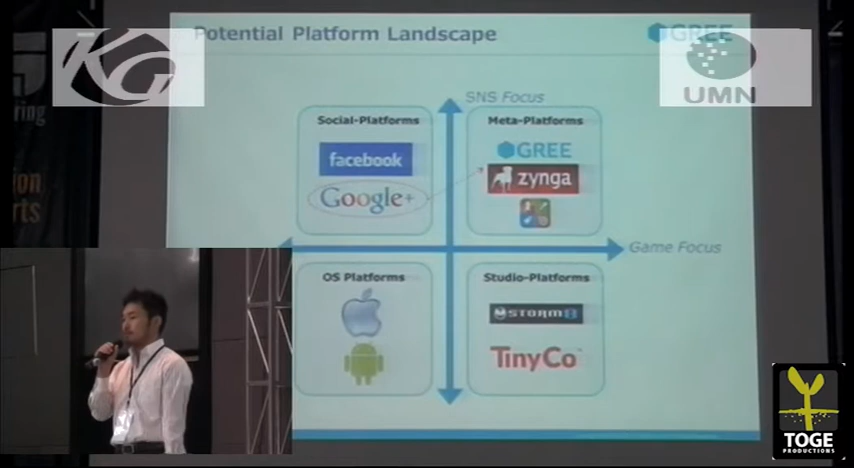 Potential Platform Landscape
GREE
KG
UMN
SNS Focus
Social-Platforms
Meta-Platforms
facebook
GREE
Google+
zynga
Game Focus
OS Platforms
Studio-Platforms
STORM8
TinyCo
TOGE
PRODUCTIONS